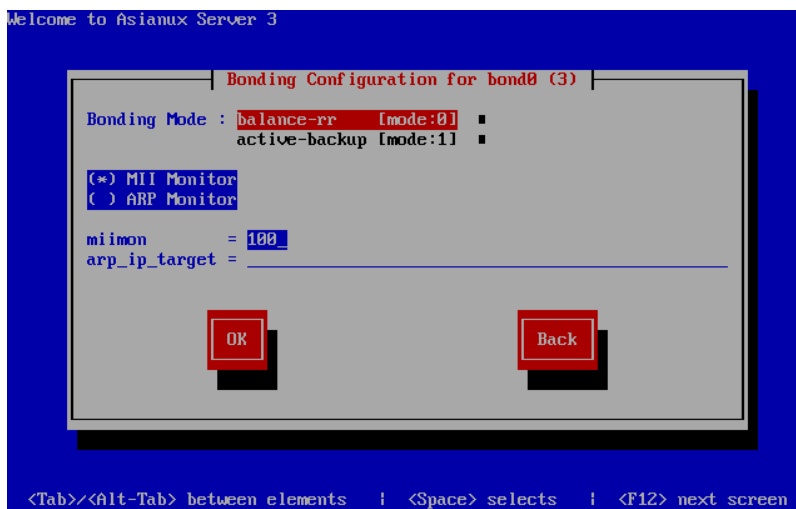 Welcome to Asianux Server 3
Bonding Configuration for bond0 (3)
Bonding Mode : balance-rr [mode:0]
active-backup [mode:1]
(*) MII Monitor
( ) ARP Monitor
miimon = 100_
arp_ip_target = ________________________________
OK Back
<Tab>/<Alt-Tab> between elements | <Space> selects | <F12> next screen